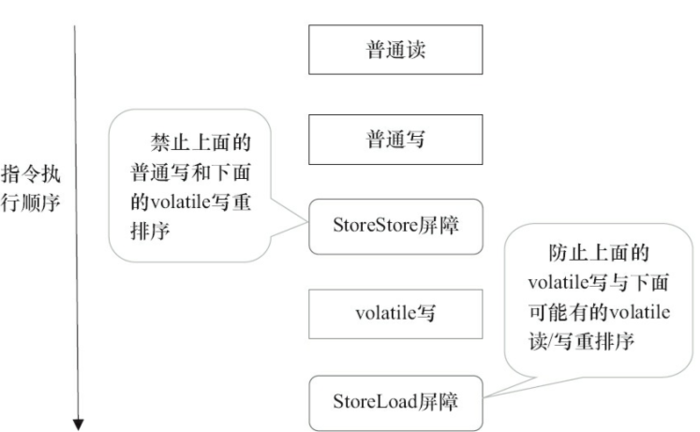 普通读
普通写
禁止上面的
普通写和下面
的volatile写重
排序
指令执
行顺序
StoreStore屏障
防止上面的
volatile写与下面
可能有的volatile
读/写重排序
volatile写
StoreLoad屏障